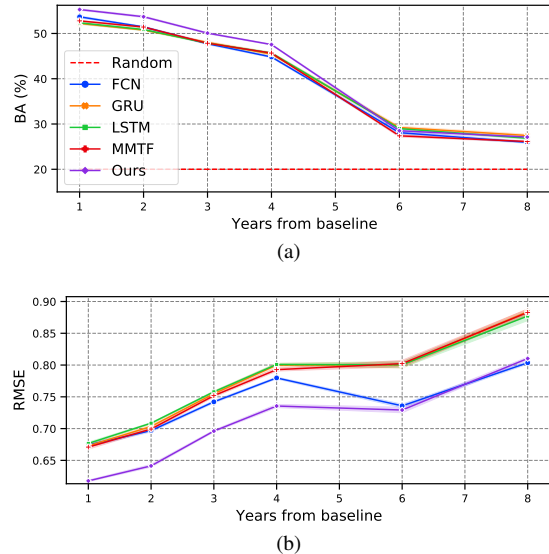 50
40
30
20
BA (%)
Random
FCN
GRU
LSTM
MMTF
Ours
1 2 3 4 5 6 7 8
Years from baseline
(a)
0.90
0.85
0.80
0.75
0.70
0.65
RMSE
1 2 3 4 5 6 7 8
Years from baseline
(b)